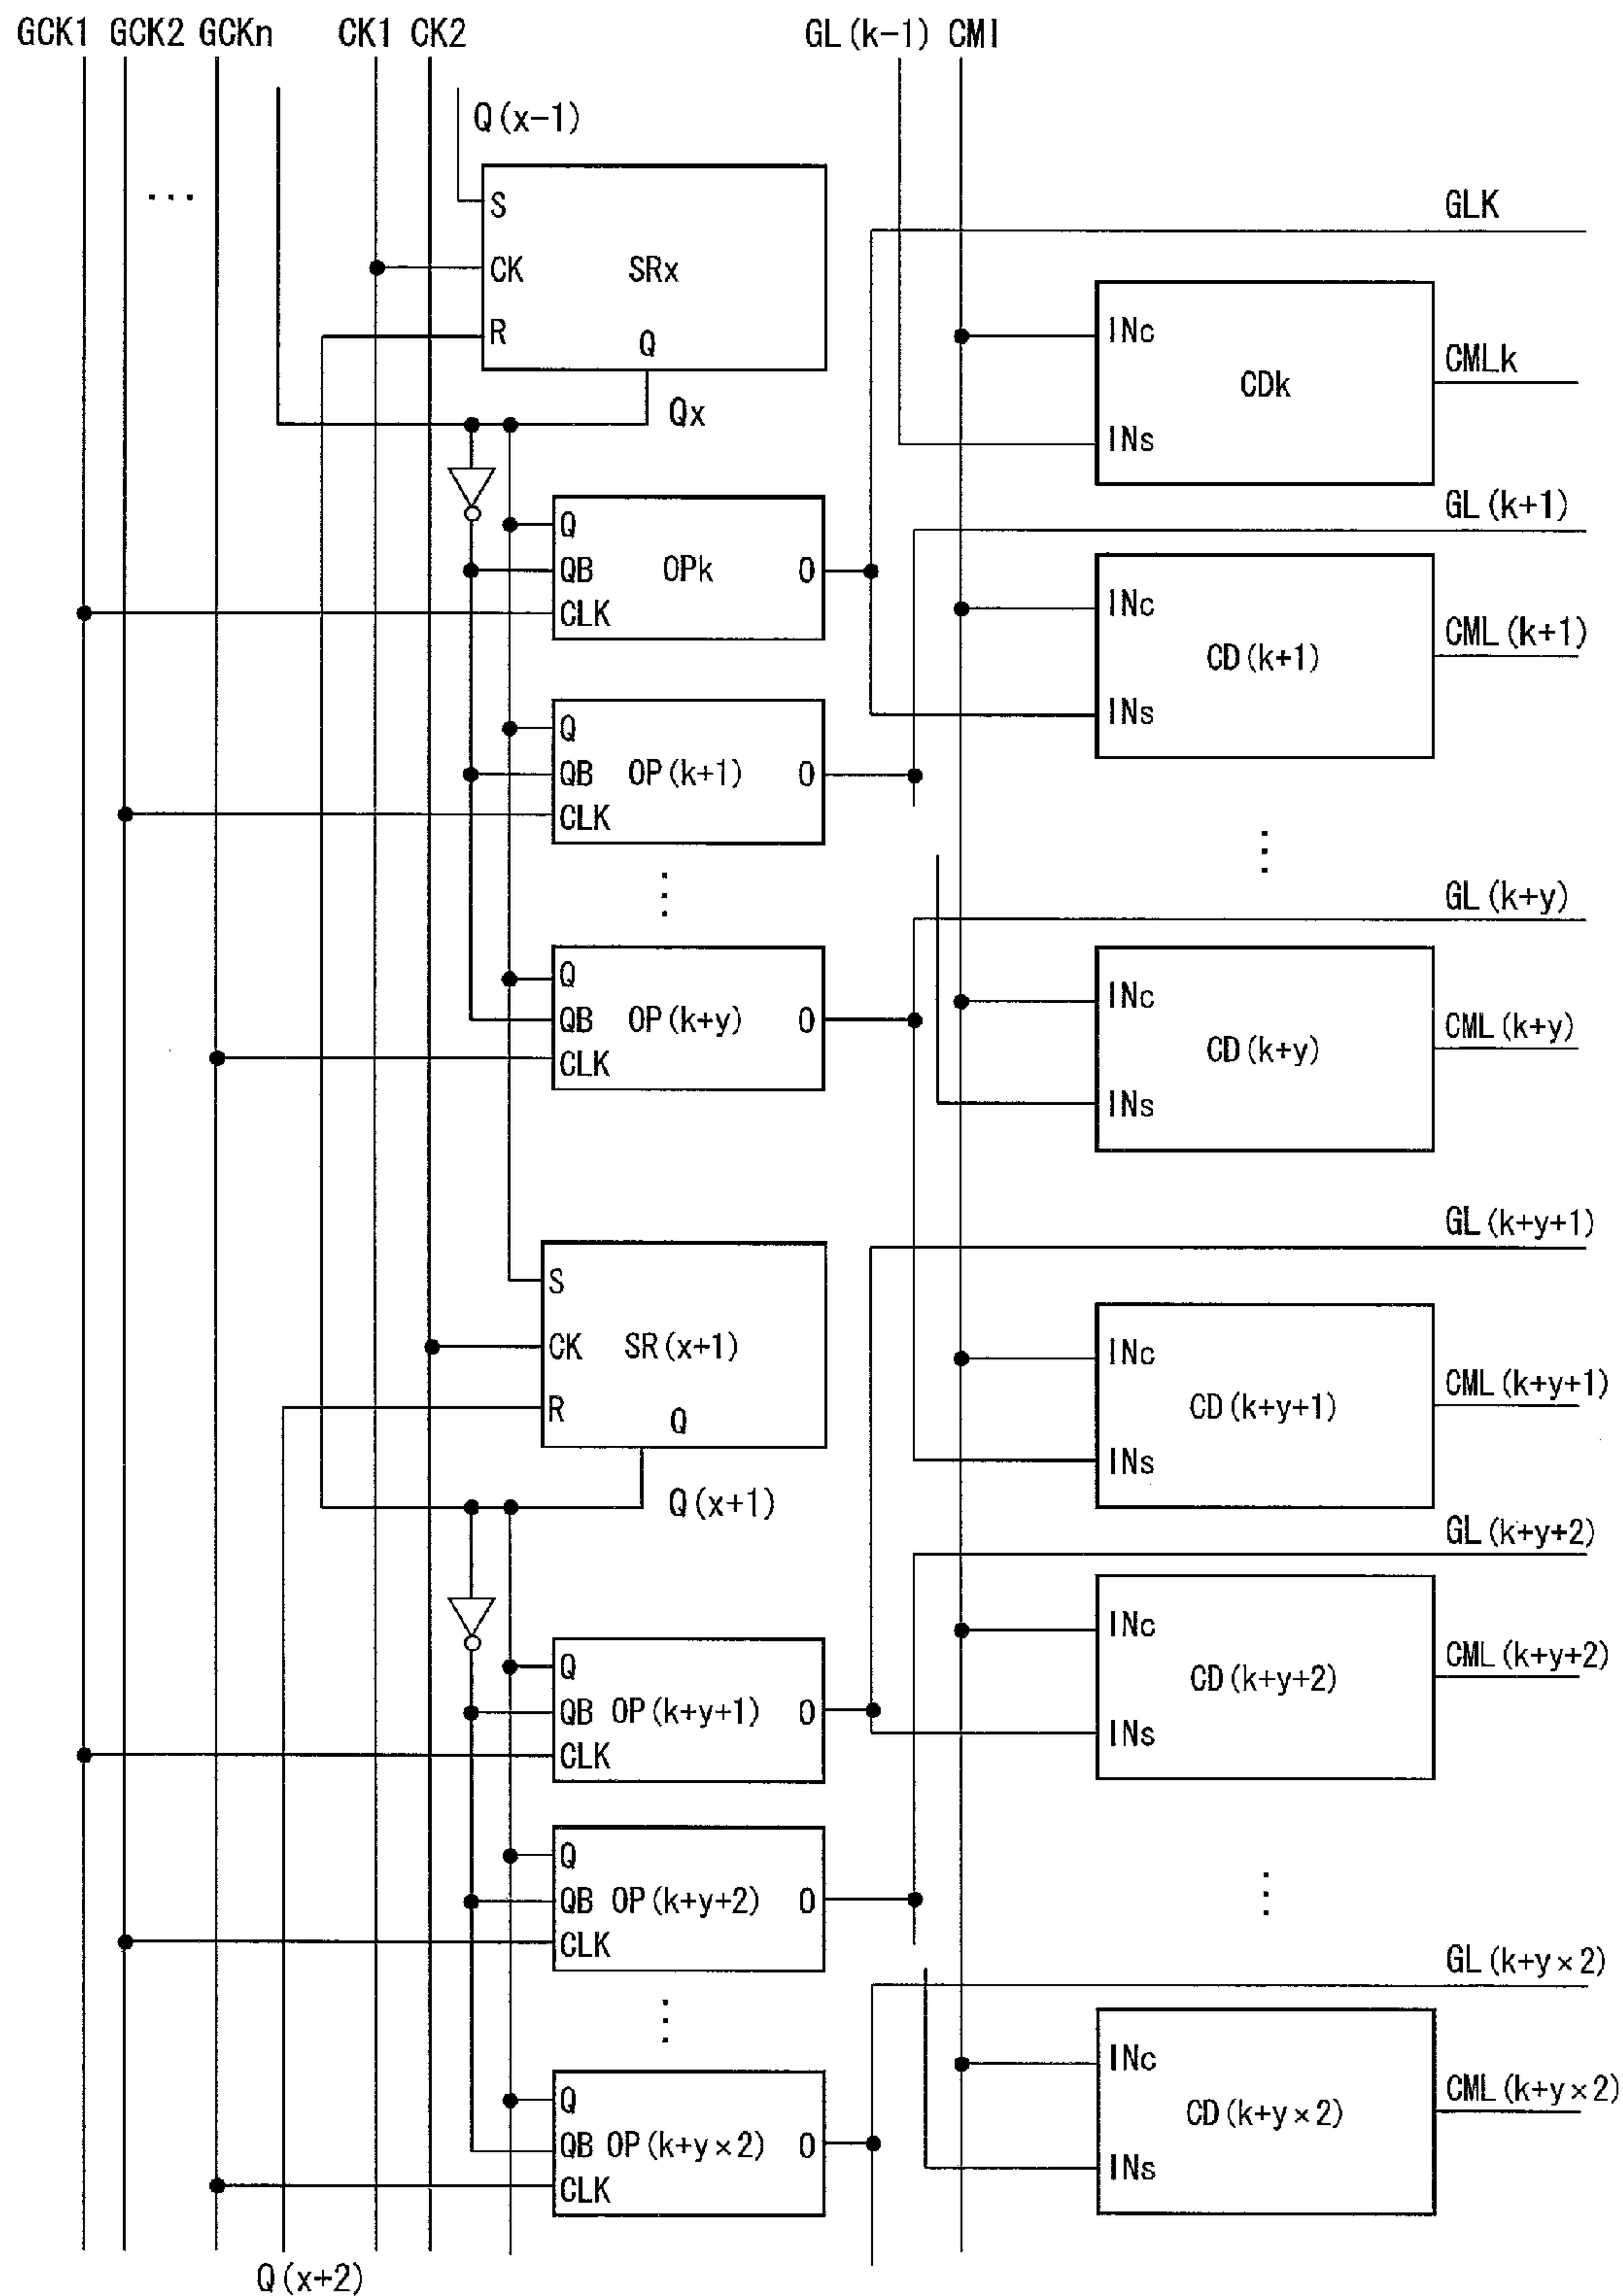 GCK1 GCK2 GCKn CK1 CK2 GL(k-1) CMI
Q(x-1)
...
S
CK SRx
R
Q
Qx
GLK
INc
CDk
INs
CMLk
Q
QB OPk O
CLK
GL(k+1)
INc
CD(k+1)
INs
CML(k+1)
Q
QB OP(k+1) O
CLK
⋮
⋮
GL(k+y)
Q
QB OP(k+y) O
CLK
INc
CD(k+y)
INs
CML(k+y)
GL(k+y+1)
S
CK SR(x+1)
R
Q
Q(x+1)
INc
CD(k+y+1)
INs
CML(k+y+1)
GL(k+y+2)
INc
CD(k+y+2)
INs
CML(k+y+2)
Q
QB OP(k+y+1) O
CLK
Q
QB OP(k+y+2) O
CLK
⋮
⋮
GL(k+y×2)
INc
CD(k+y×2)
INs
CML(k+y×2)
Q
QB OP(k+y×2) O
CLK
Q(x+2)